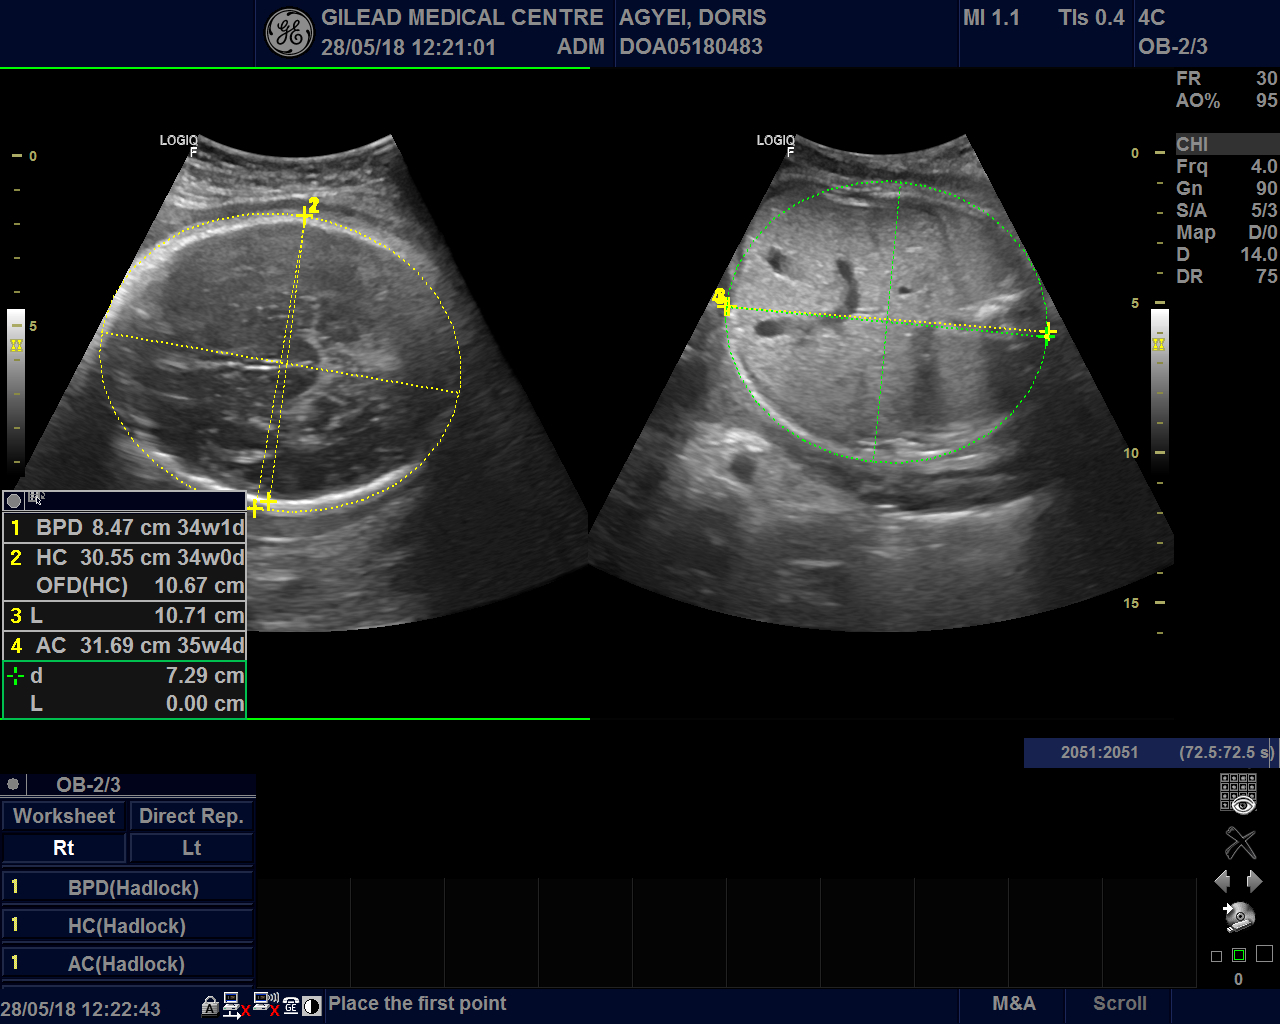 GILEAD MEDICAL CENTRE
28/05/18 12:21:01 ADM
AGYEI, DORIS
DOA05180483
MI 1.1 TIs 0.4
4C
OB-2/3
FR 30
AO% 95
CHI
Frq 4.0
Gn 90
S/A 5/3
Map D/0
D 14.0
DR 75
LOGIQ
F
0
5
2
LOGIQ
F
0
5
10
15
4
1 BPD 8.47 cm 34w1d
2 HC 30.55 cm 34w0d
OFD(HC) 10.67 cm
3 L 10.71 cm
4 AC 31.69 cm 35w4d
d 7.29 cm
L 0.00 cm
2051:2051 (72.5:72.5 s)
OB-2/3
Worksheet Direct Rep.
Rt Lt
1 BPD(Hadlock)
1 HC(Hadlock)
1 AC(Hadlock)
0
28/05/18 12:22:43
A
GE
Place the first point
M&A
Scroll